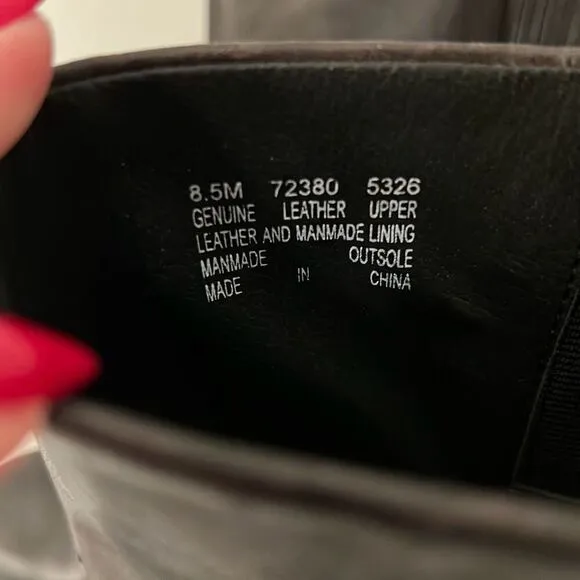 8.5M 72380 5326
GENUINE LEATHER UPPER
LEATHER AND MANMADE LINING
MANMADE OUTSOLE
MADE IN CHINA